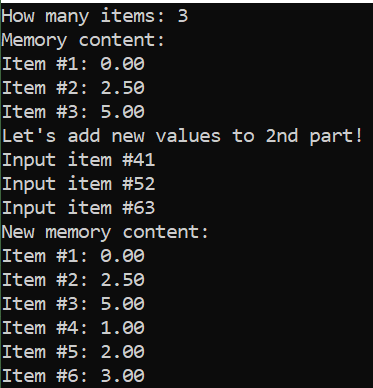 How many items: 3
Memory content:
Item #1: 0.00
Item #2: 2.50
Item #3: 5.00
Let's add new values to 2nd part!
Input item #41
Input item #52
Input item #63
New memory content:
Item #1: 0.00
Item #2: 2.50
Item #3: 5.00
Item #4: 1.00
Item #5: 2.00
Item #6: 3.00